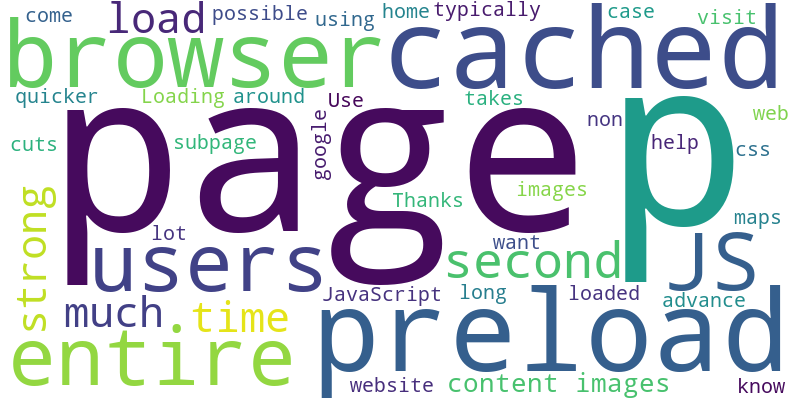 come
load
possible
using
home
typically
case
visit
browser
cached
quicker
Loading
around
Use
takes
non
web
page
p
cuts
subpage
google
help
css
images
Thanks
strong
lot
want
maps
users
second
JS
much
time
JavaScript
long
loaded
advance
entire
preload
website
content images
know